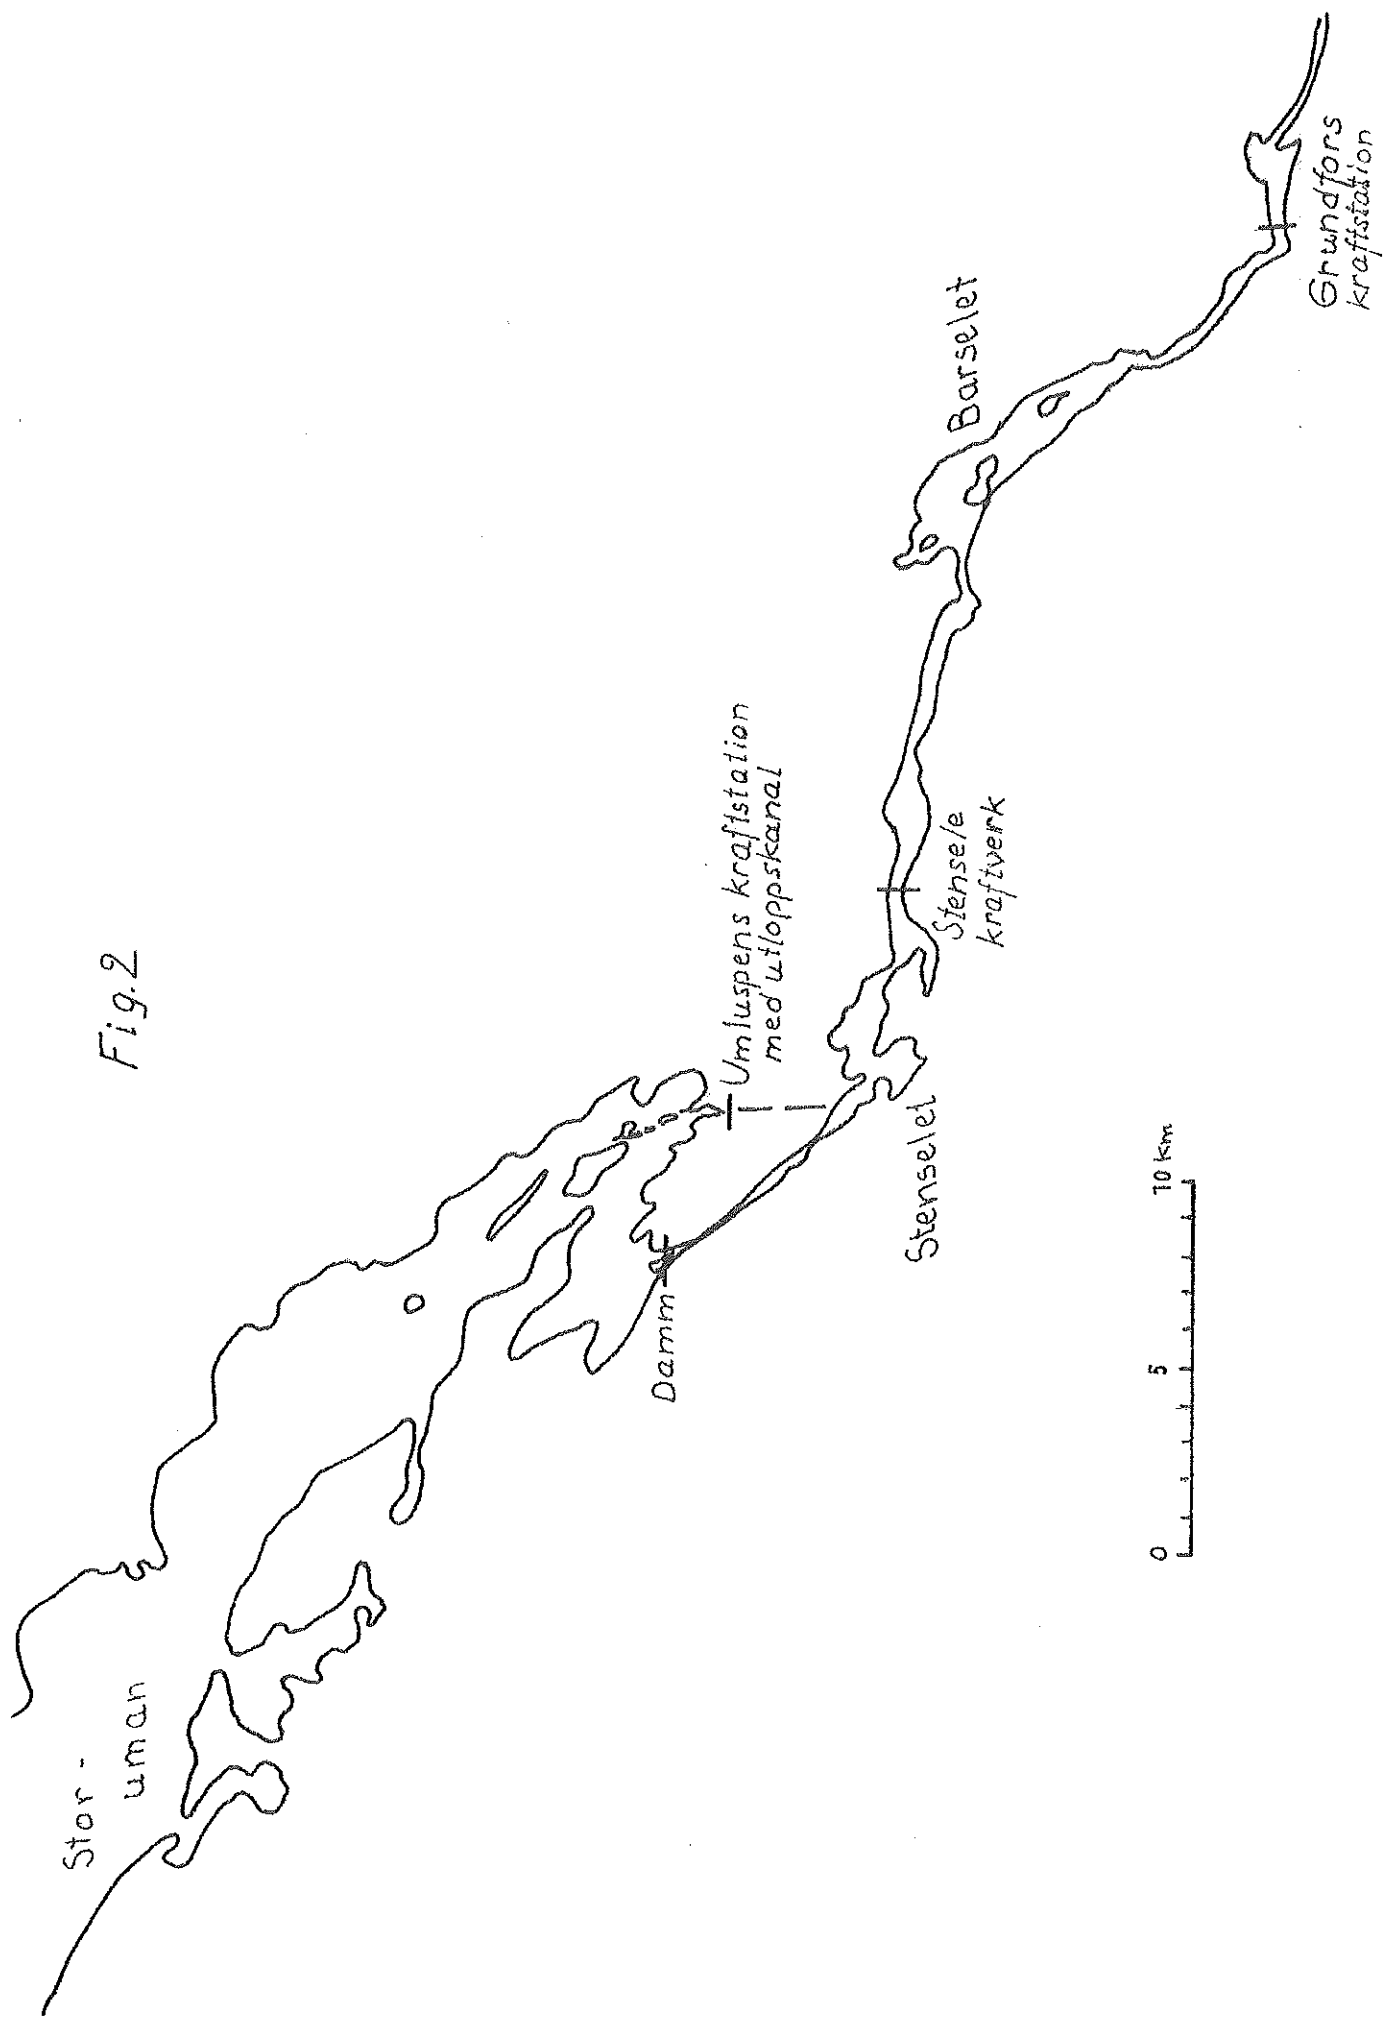 Fig. 2
Stor-
uman
Damm
Umluspens kraftstation
med utloppskanal
Stenselet
Stensele
kraftverk
Barselet
Grundfors
kraftstation
0 5 10 km